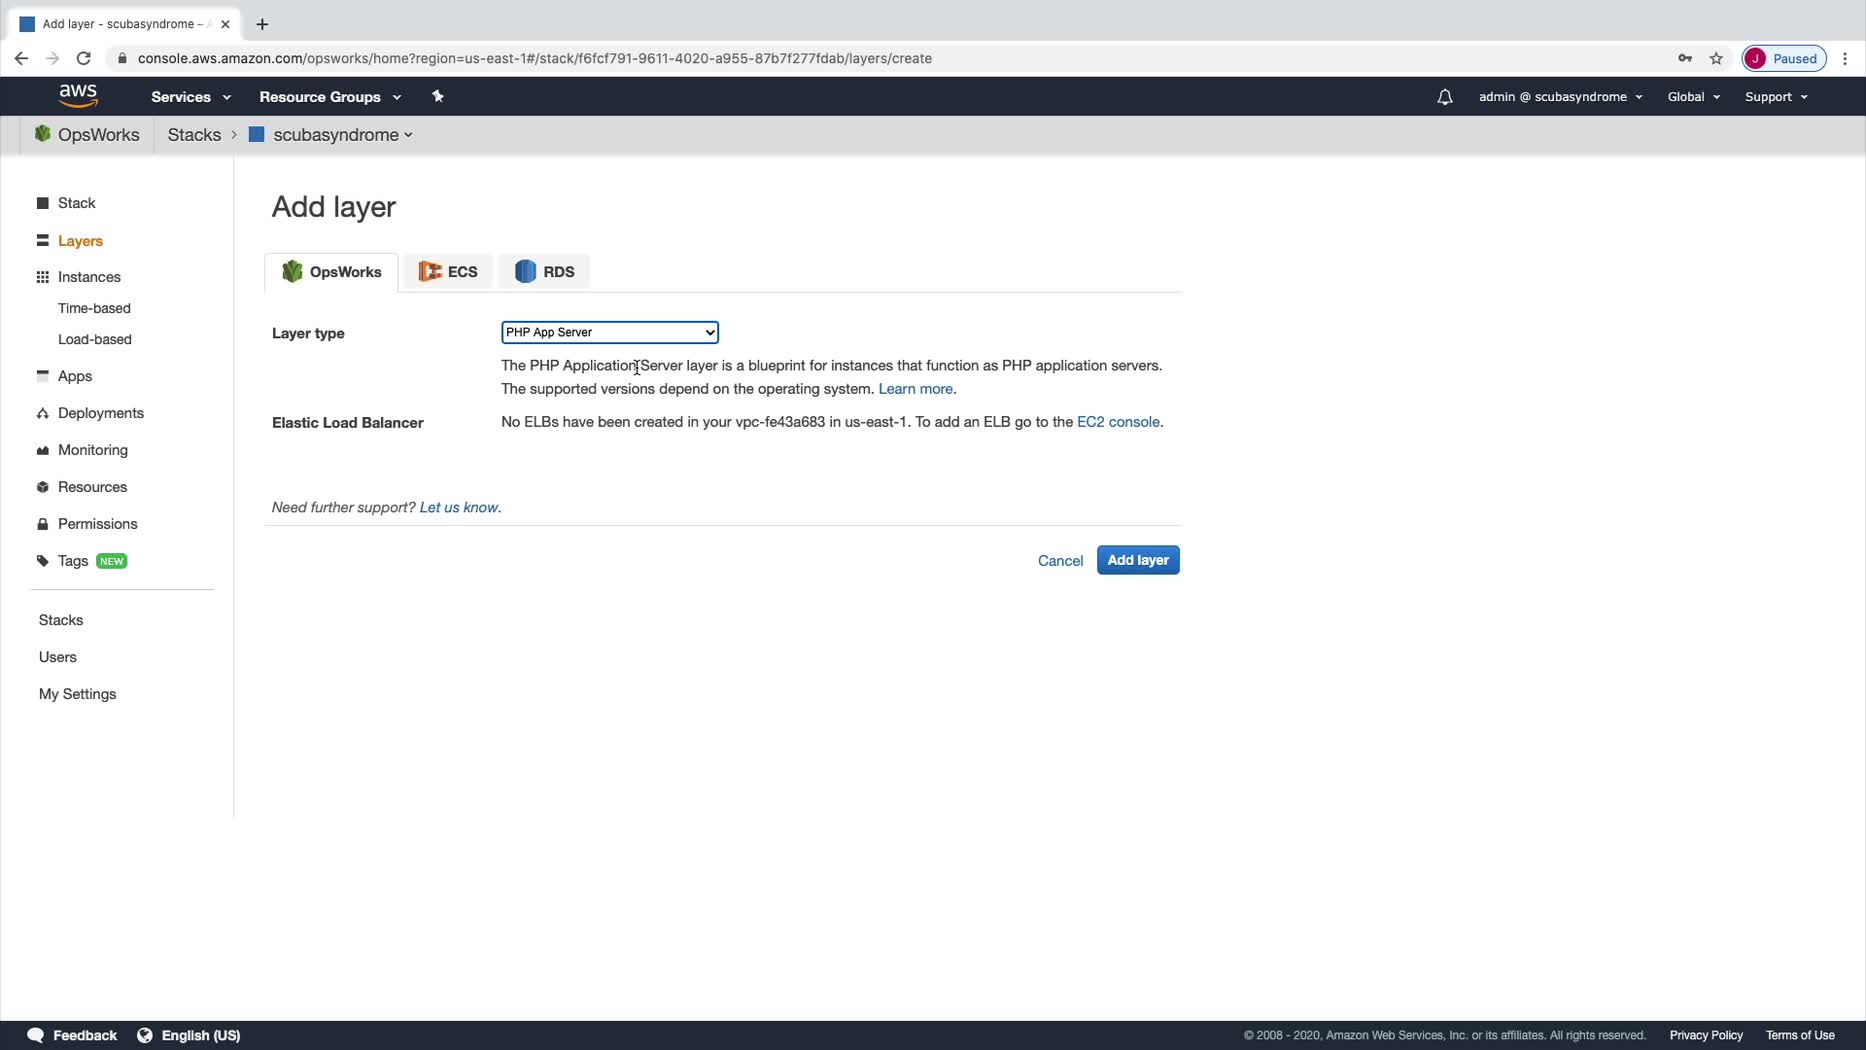 Add layer - scubasyndrome –
console.aws.amazon.com/opsworks/home?region=us-east-1#/stack/f6fcf791-9611-4020-a955-87b7f277fdab/layers/create
J Paused
aws Services Resource Groups admin @ scubasyndrome Global Support
OpsWorks Stacks > scubasyndrome
Stack
Layers
Instances
Time-based
Load-based
Apps
Deployments
Monitoring
Resources
Permissions
Tags NEW
Stacks
Users
My Settings
Add layer
OpsWorks ECS RDS
Layer type PHP App Server
The PHP Application Server layer is a blueprint for instances that function as PHP application servers.
The supported versions depend on the operating system. Learn more.
Elastic Load Balancer No ELBs have been created in your vpc-fe43a683 in us-east-1. To add an ELB go to the EC2 console.
Need further support? Let us know.
Cancel Add layer
Feedback English (US) © 2008 - 2020, Amazon Web Services, Inc. or its affiliates. All rights reserved. Privacy Policy Terms of Use